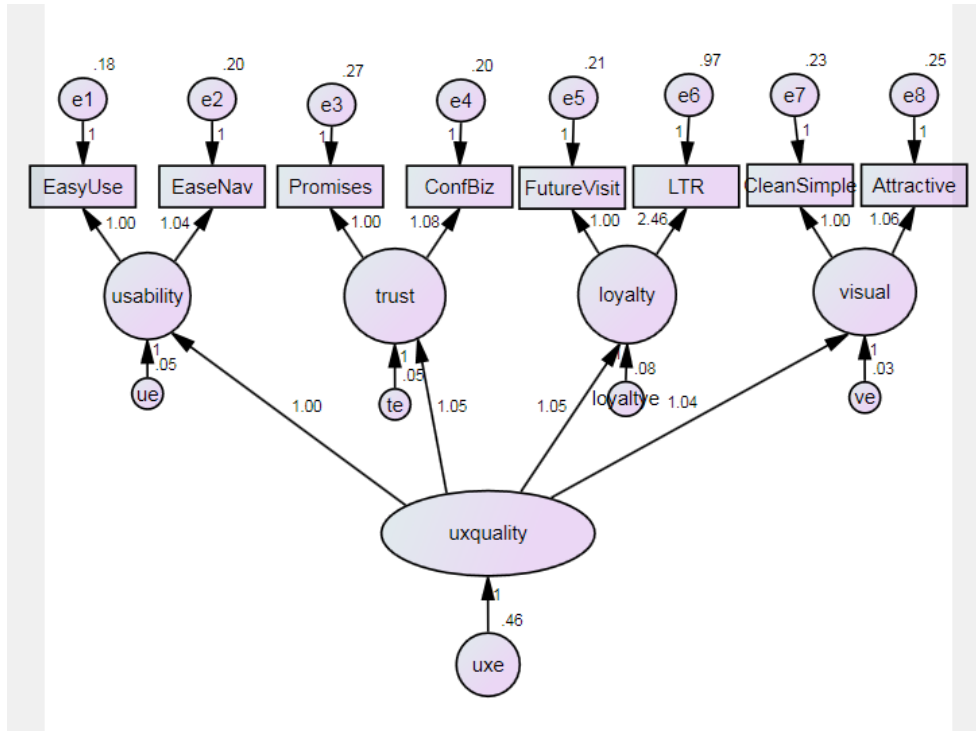 .18 .20 .27 .20 .21 .97 .23 .25
e1 e2 e3 e4 e5 e6 e7 e8
1 1 1 1 1 1 1 1
EasyUse EaseNav Promises ConfBiz FutureVisit LTR CleanSimple Attractive
1.00 1.04 1.00 1.08 1.00 2.46 1.00 1.06
usability trust loyalty visual
1 1 1 1
.05 .05 .08 .03
ue te loyaltye ve
1.00 1.05 1.05 1.04
uxquality
1
.46
uxe